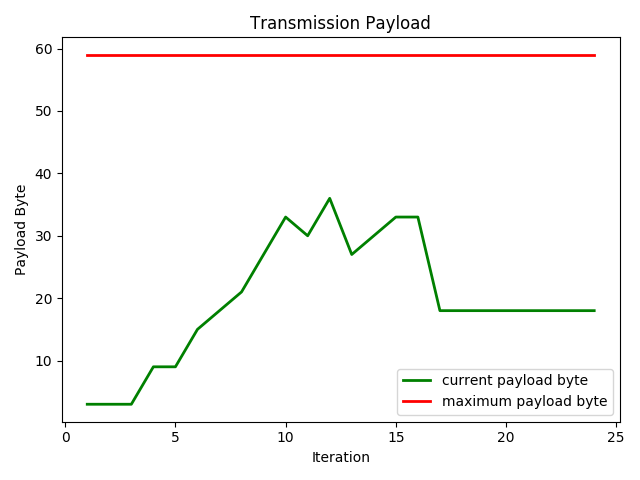 Transmission Payload
Payload Byte
60
50
40
30
20
10
0
5
10
15
20
25
Iteration
current payload byte
maximum payload byte